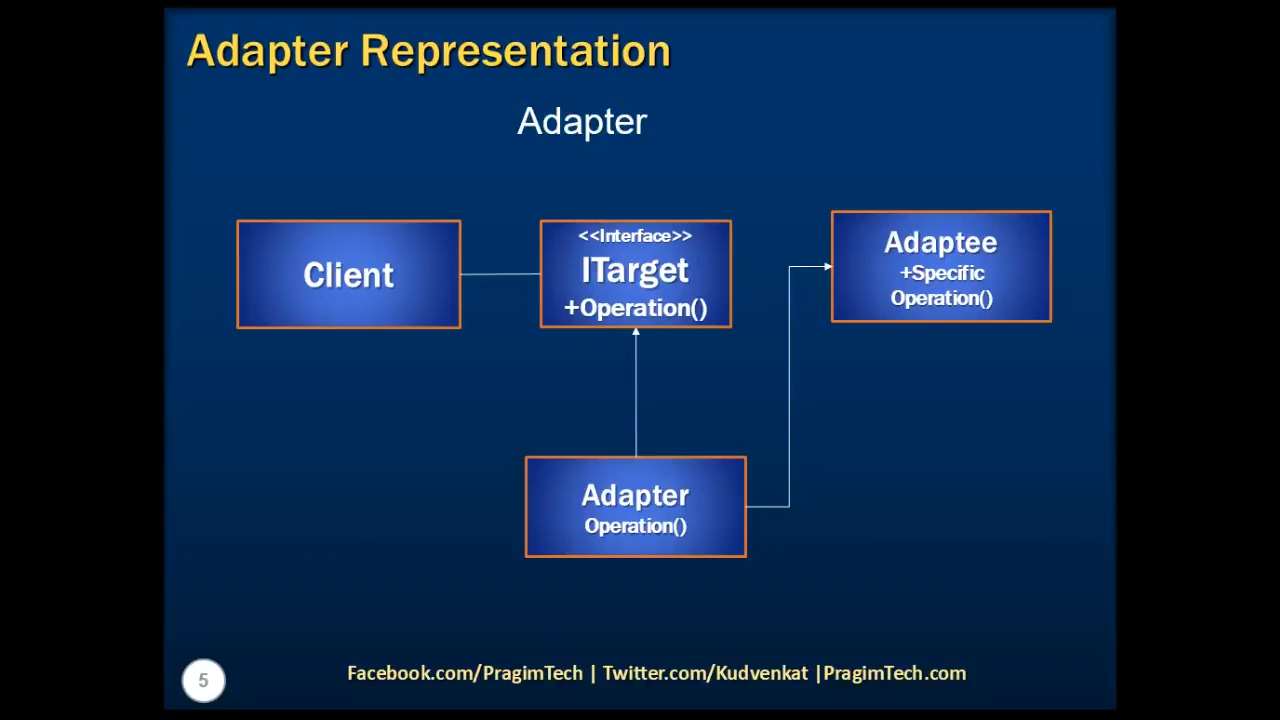 Adapter Representation
Adapter
Client
<<Interface>>
ITarget
+Operation()
Adaptee
+Specific
Operation()
Adapter
Operation()
5
Facebook.com/PragimTech | Twitter.com/Kudvenkat |PragimTech.com